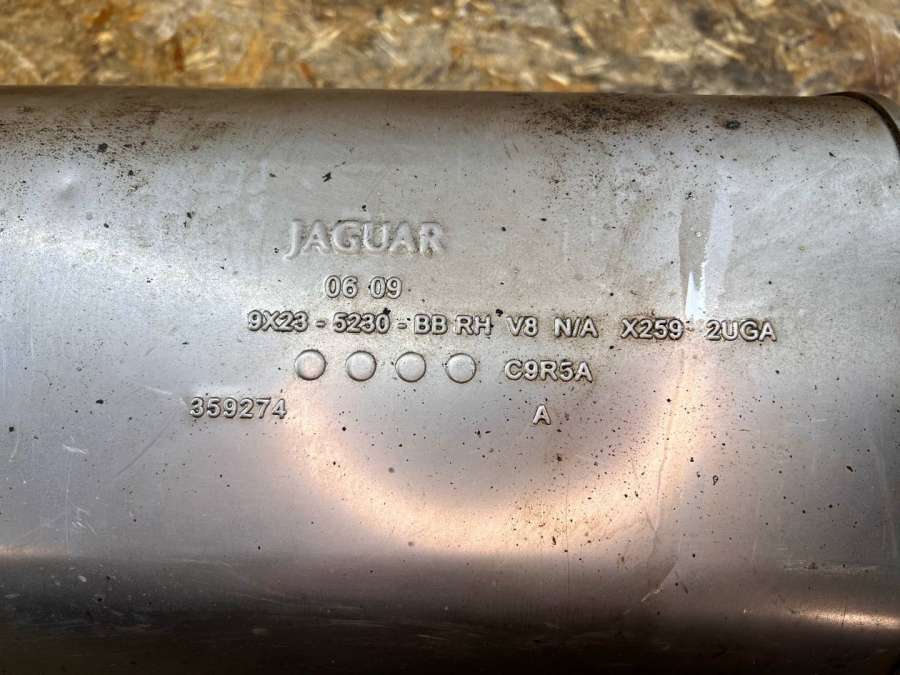 JAGUAR
06 09
9X23 - 5230 - BB RH V8 N/A X259 2UGA
C9R5A
359274 A